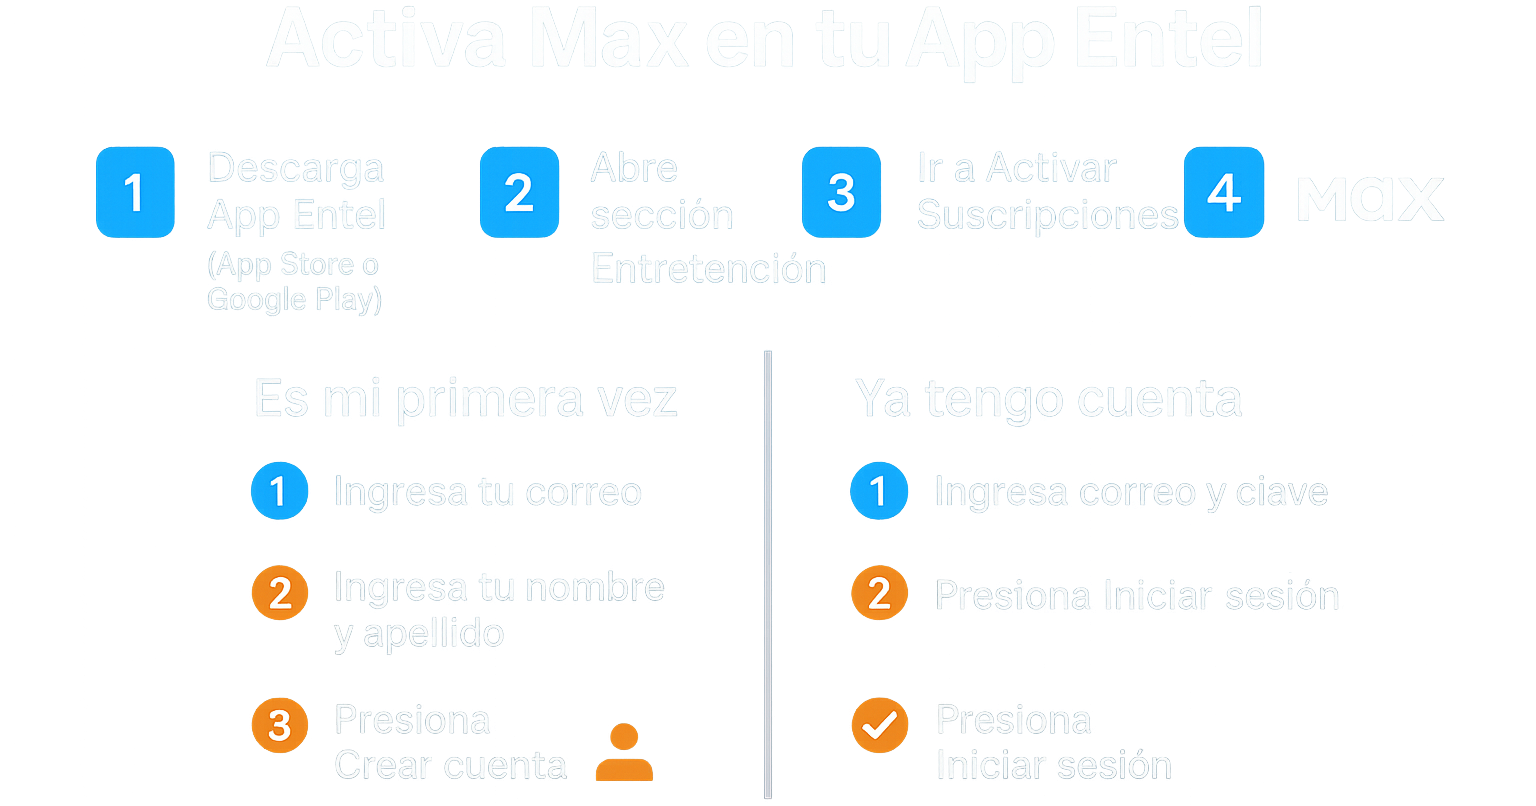 Activa Max en tu App Entel
1
Descarga
App Entel
(App Store o
Google Play)
2
Abre
sección
Entretención
3
Ir a Activar
Suscripciones
4
max
Es mi primera vez
1
Ingresa tu correo
2
Ingresa tu nombre
y apellido
3
Presiona
Crear cuenta
Ya tengo cuenta
1
Ingresa correo y ciave
2
Presiona Iniciar sesión
Presiona
Iniciar sesión